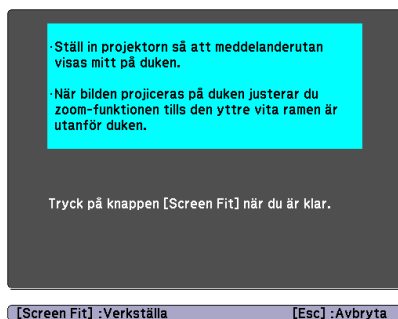 ·Ställ in projektorn så att meddelanderutan
visas mitt på duken.
·När bilden projiceras på duken justerar du
zoom-funktionen tills den yttre vita ramen är
utanför duken.
Tryck på knappen [Screen Fit] när du är klar.
[Screen Fit] :Verkställa [Esc] :Avbryta